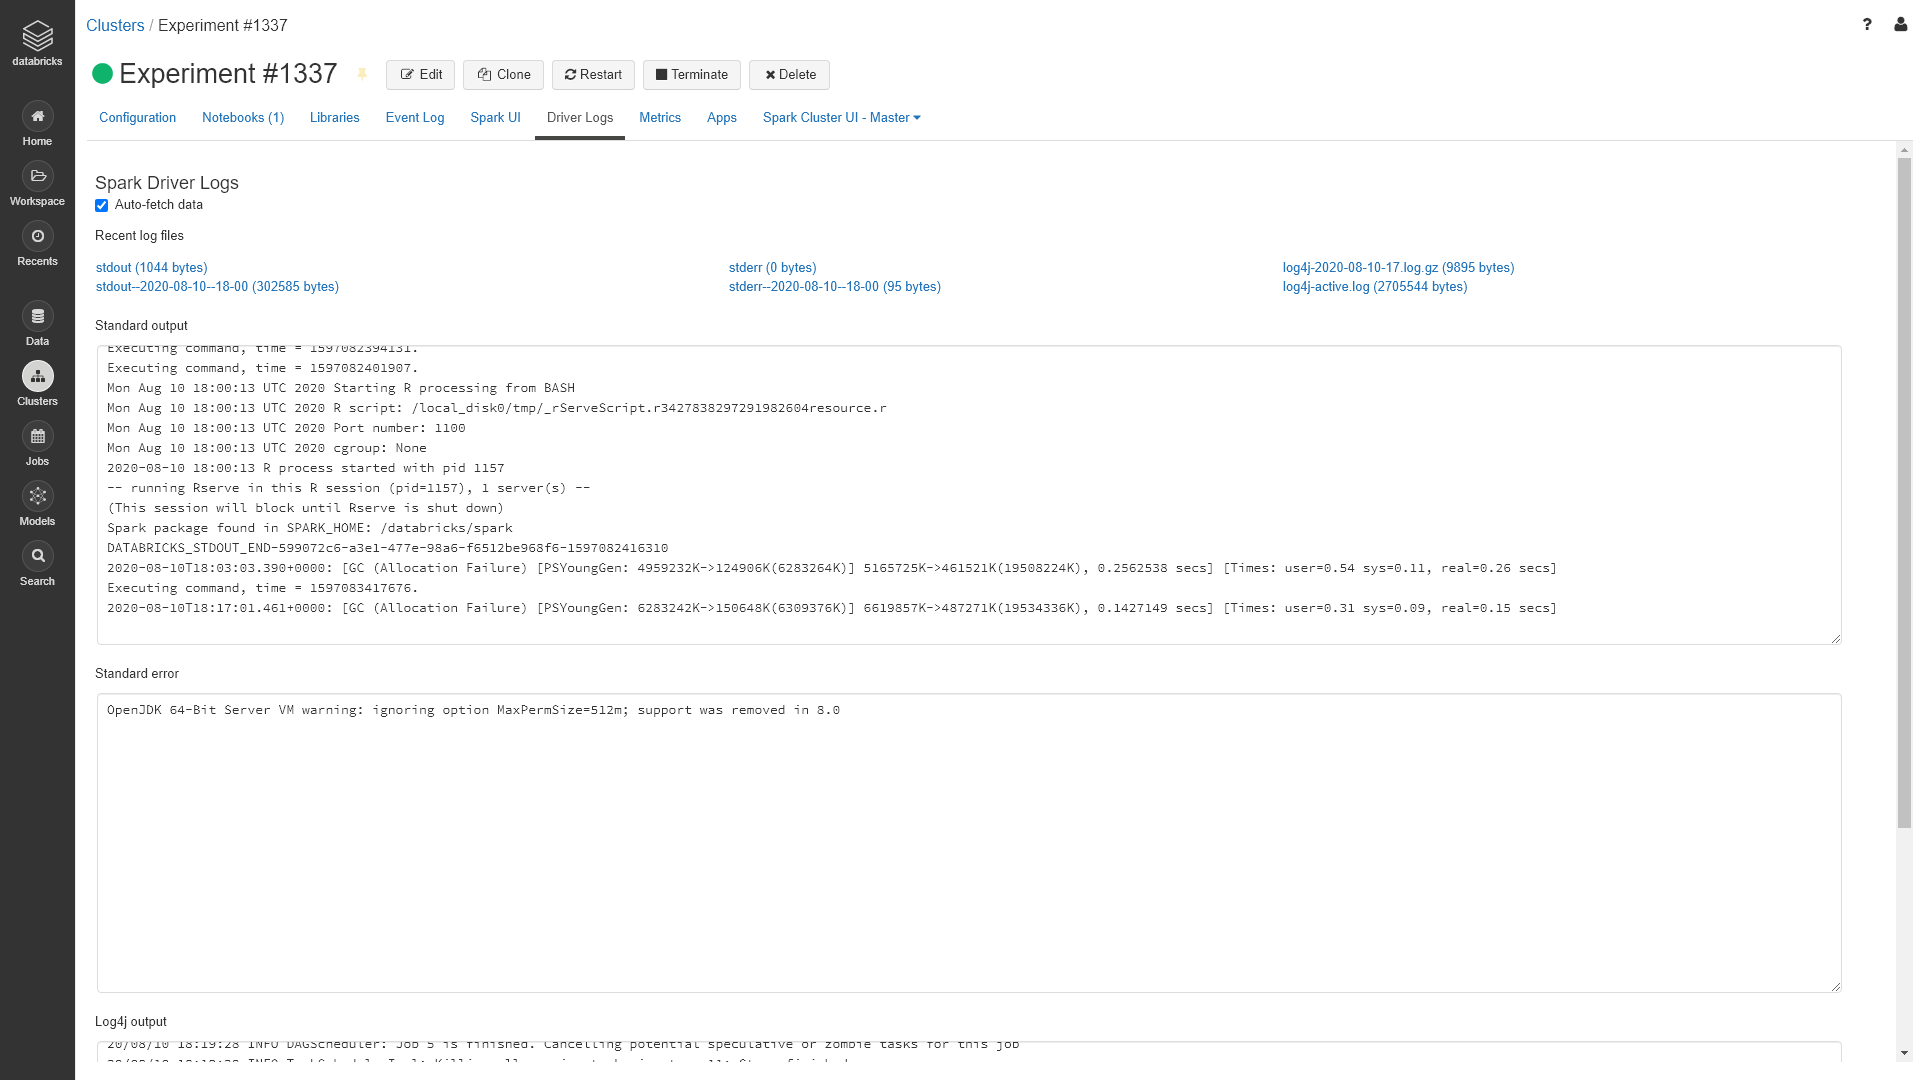 databricks
Home
Workspace
Recents
Data
Clusters
Jobs
Models
Search
Clusters / Experiment #1337
?
Experiment #1337
Edit
Clone
Restart
Terminate
Delete
Configuration
Notebooks (1)
Libraries
Event Log
Spark UI
Driver Logs
Metrics
Apps
Spark Cluster UI - Master
Spark Driver Logs
Auto-fetch data
Recent log files
stdout (1044 bytes)
stderr (0 bytes)
log4j-2020-08-10-17.log.gz (9895 bytes)
stdout--2020-08-10--18-00 (302585 bytes)
stderr--2020-08-10--18-00 (95 bytes)
log4j-active.log (2705544 bytes)
Standard output
Executing command, time = 1597082394131.
Executing command, time = 1597082401907.
Mon Aug 10 18:00:13 UTC 2020 Starting R processing from BASH
Mon Aug 10 18:00:13 UTC 2020 R script: /local_disk0/tmp/_rServeScript.r3427838297291982604resource.r
Mon Aug 10 18:00:13 UTC 2020 Port number: 1100
Mon Aug 10 18:00:13 UTC 2020 cgroup: None
2020-08-10 18:00:13 R process started with pid 1157
-- running Rserve in this R session (pid=1157), 1 server(s) --
(This session will block until Rserve is shut down)
Spark package found in SPARK_HOME: /databricks/spark
DATABRICKS_STDOUT_END-599072c6-a3e1-477e-98a6-f6512be968f6-1597082416310
2020-08-10T18:03:03.390+0000: [GC (Allocation Failure) [PSYoungGen: 4959232K->124906K(6283264K)] 5165725K->461521K(19508224K), 0.2562538 secs] [Times: user=0.54 sys=0.11, real=0.26 secs]
Executing command, time = 1597083417676.
2020-08-10T18:17:01.461+0000: [GC (Allocation Failure) [PSYoungGen: 6283242K->150648K(6309376K)] 6619857K->487271K(19534336K), 0.1427149 secs] [Times: user=0.31 sys=0.09, real=0.15 secs]
Standard error
OpenJDK 64-Bit Server VM warning: ignoring option MaxPermSize=512m; support was removed in 8.0
Log4j output
20/08/10 18:19:28 INFO DAGScheduler: Job 5 is finished. Cancelling potential speculative or zombie tasks for this job